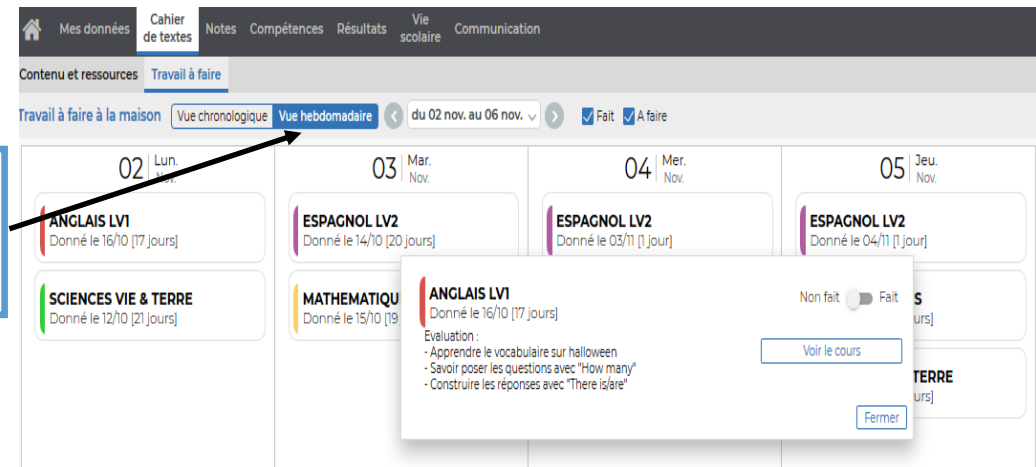 Mes données
Cahier
de textes
Notes
Compétences
Résultats
Vie
scolaire
Communication
Contenu et ressources
Travail à faire
Travail à faire à la maison
Vue chronologique
Vue hebdomadaire
du 02 nov. au 06 nov.
Fait
A faire
02 Lun.
Nov.
03 Mar.
Nov.
04 Mer.
Nov.
05 Jeu.
Nov.
ANGLAIS LV1
Donné le 16/10 [17 jours]
ESPAGNOL LV2
Donné le 14/10 [20 jours]
ESPAGNOL LV2
Donné le 03/11 [1 jour]
ESPAGNOL LV2
Donné le 04/11 [1 jour]
SCIENCES VIE & TERRE
Donné le 12/10 [21 jours]
MATHEMATIQU
Donné le 15/10 [19
S
urs]
TERRE
urs]
ANGLAIS LV1
Donné le 16/10 [17 jours]
Non fait
Fait
Evaluation :
- Apprendre le vocabulaire sur halloween
- Savoir poser les questions avec "How many"
- Construire les réponses avec "There is/are"
Voir le cours
Fermer